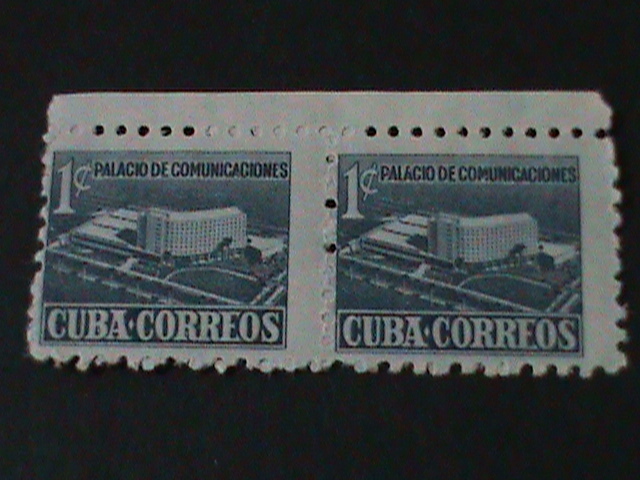 1¢ PALACIO DE COMUNICACIONES
CUBA·CORREOS
1¢ PALACIO DE COMUNICACIONES
CUBA·CORREOS